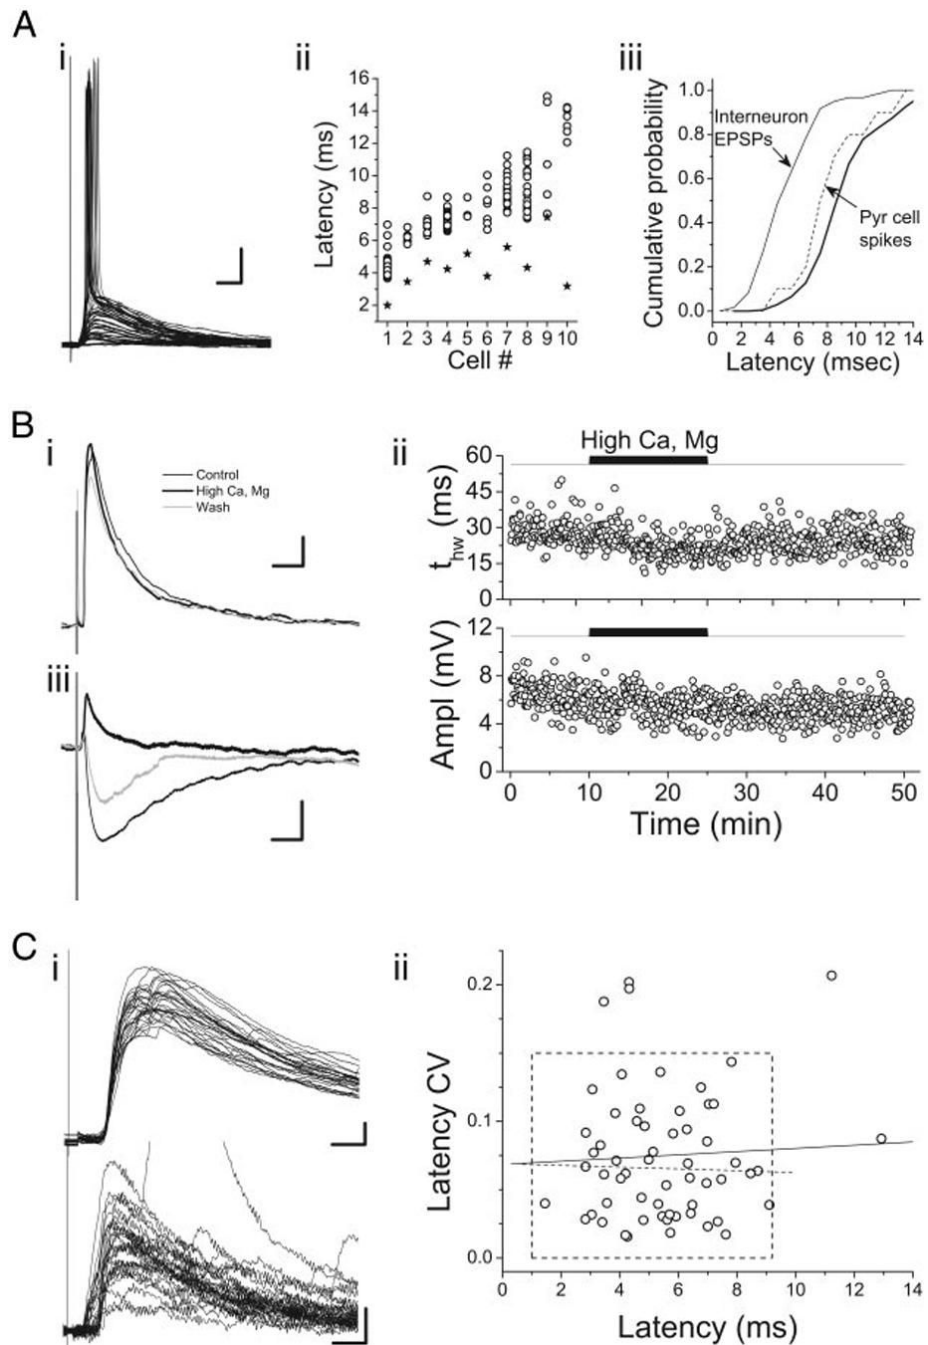 A
i
ii
iii
16
14
12
10
8
6
4
2
Latency (ms)
1 2 3 4 5 6 7 8 9 10
Cell #
1.0
0.8
0.6
0.4
0.2
0.0
Cumulative probability
Interneuron
EPSPs
Pyr cell
spikes
2 4 6 8 10 12 14
Latency (msec)
B
i
Control
High Ca, Mg
Wash
ii
High Ca, Mg
60
45
30
15
0
thw (ms)
iii
12
8
4
0
Ampl (mV)
0 10 20 30 40 50
Time (min)
C
i
ii
0.2
0.1
0.0
Latency CV
0 2 4 6 8 10 12 14
Latency (ms)